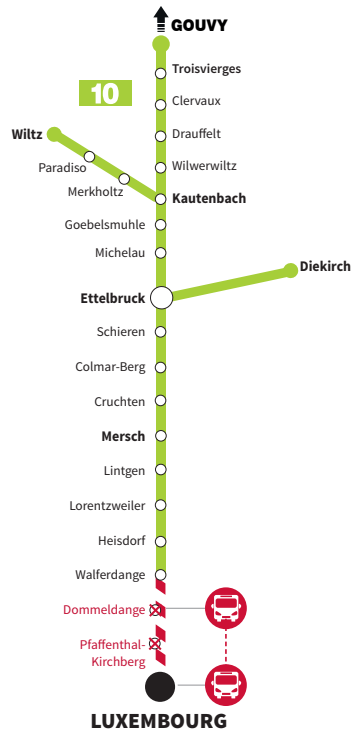 GOUVY
10
Troisvierges
Clervaux
Drauffelt
Wiltz
Wilwerwiltz
Paradiso
Merkholtz
Kautenbach
Goebelsmuhle
Michelau
Diekirch
Ettelbruck
Schieren
Colmar-Berg
Cruchten
Mersch
Lintgen
Lorentzweiler
Heisdorf
Walferdange
Dommeldange
Pfaffenthal-
Kirchberg
LUXEMBOURG